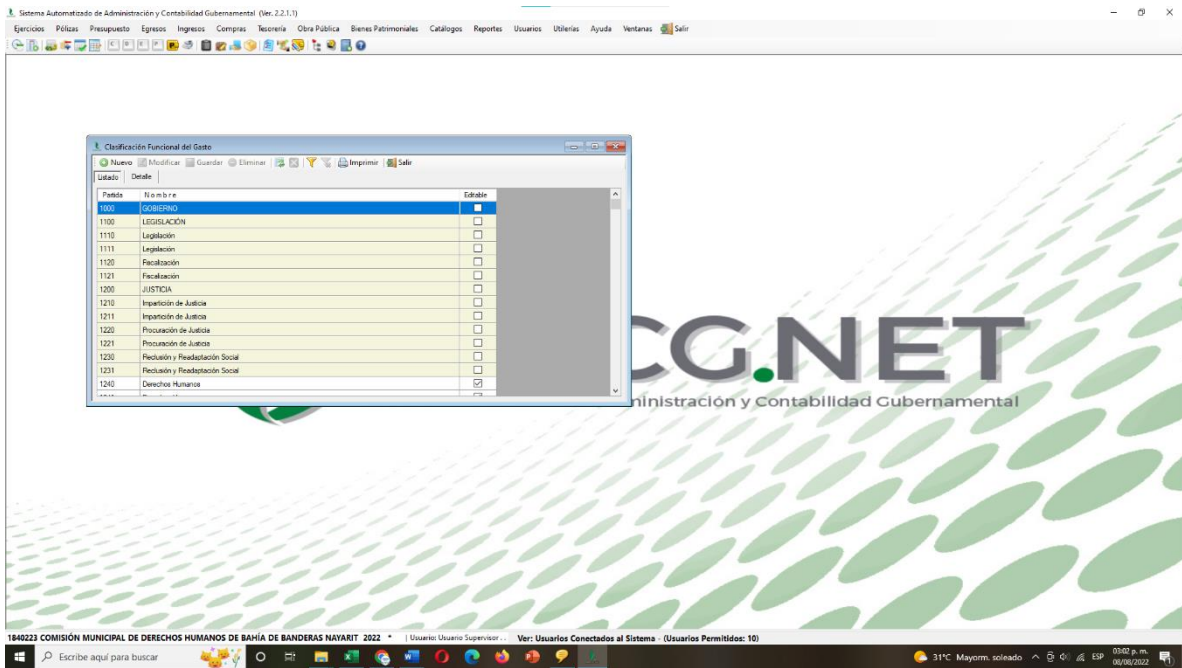 Sistema Automatizado de Administración y Contabilidad Gubernamental (Ver. 2.2.1.1)
Ejercicios Pólizas Presupuesto Egresos Ingresos Compras Tesorería Obra Pública Bienes Patrimoniales Catálogos Reportes Usuarios Utilerías Ayuda Ventanas Salir
Clasificación Funcional del Gasto
Nuevo Modificar Guardar Eliminar Imprimir Salir
Listado Detalle
Partida Nombre Editable
1000 GOBIERNO
1100 LEGISLACIÓN
1110 Legislación
1111 Legislación
1120 Fiscalización
1121 Fiscalización
1200 JUSTICIA
1210 Impartición de Justicia
1211 Impartición de Justicia
1220 Procuración de Justicia
1221 Procuración de Justicia
1230 Reclusión y Readaptación Social
1231 Reclusión y Readaptación Social
1240 Derechos Humanos
CG.NET
ministración y Contabilidad Gubernamental
1840223 COMISIÓN MUNICIPAL DE DERECHOS HUMANOS DE BAHÍA DE BANDERAS NAYARIT 2022 * | Usuario: Usuario Supervisor . . Ver: Usuarios Conectados al Sistema - (Usuarios Permitidos: 10)
Escribe aquí para buscar 31°C Mayorm. soleado ESP 03:02 p. m.
08/08/2022